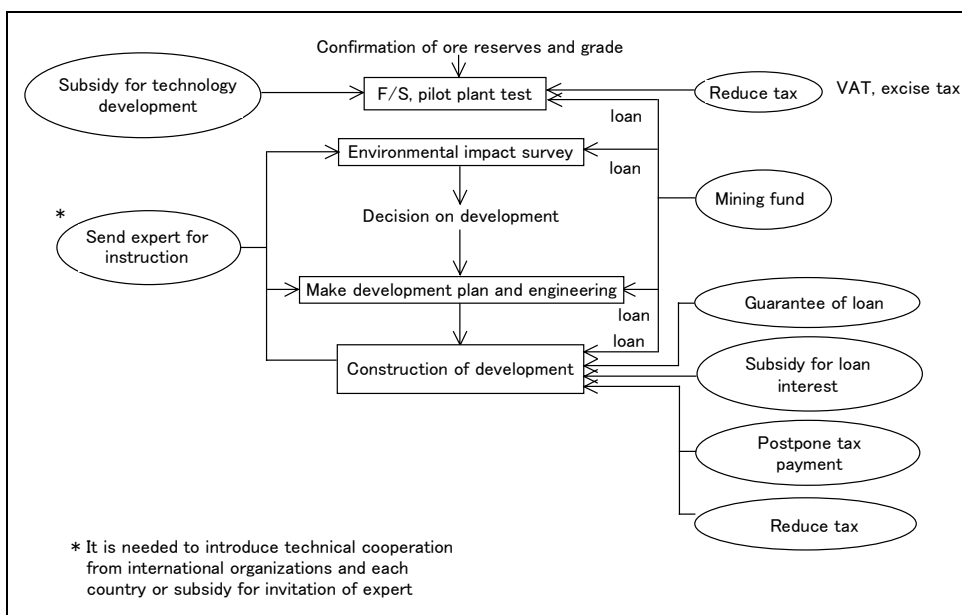 Confirmation of ore reserves and grade
Subsidy for technology
development
F/S, pilot plant test
Reduce tax
VAT, excise tax
loan
Environmental impact survey
loan
Mining fund
Decision on development
*
Send expert for
instruction
Make development plan and engineering
loan
Guarantee of loan
loan
Construction of development
Subsidy for loan
interest
Postpone tax
payment
Reduce tax
* It is needed to introduce technical cooperation
from international organizations and each
country or subsidy for invitation of expert